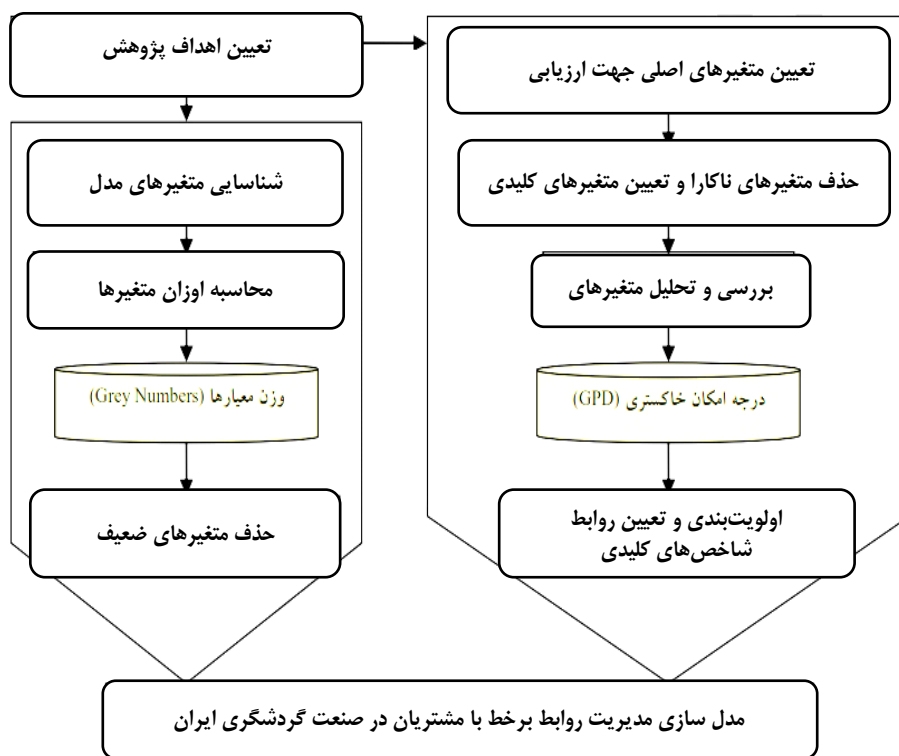 تعیین اهداف پژوهش
تعیین متغیرهای اصلی جهت ارزیابی
شناسایی متغیرهای مدل
حذف متغیرهای ناکارا و تعیین متغیرهای کلیدی
محاسبه اوزان متغیرها
بررسی و تحلیل متغیرهای
وزن معیارها (Grey Numbers)
درجه امکان خاکستری (GPD)
حذف متغیرهای ضعیف
اولویت‌بندی و تعیین روابط
شاخص‌های کلیدی
مدل سازی مدیریت روابط برخط با مشتریان در صنعت گردشگری ایران